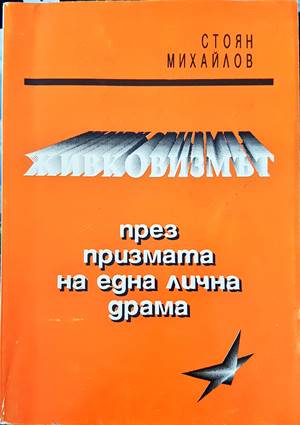 СТОЯН
МИХАЙЛОВ
ЖИВКОВИЗМЪТ
през
призмата
на една лична
драма